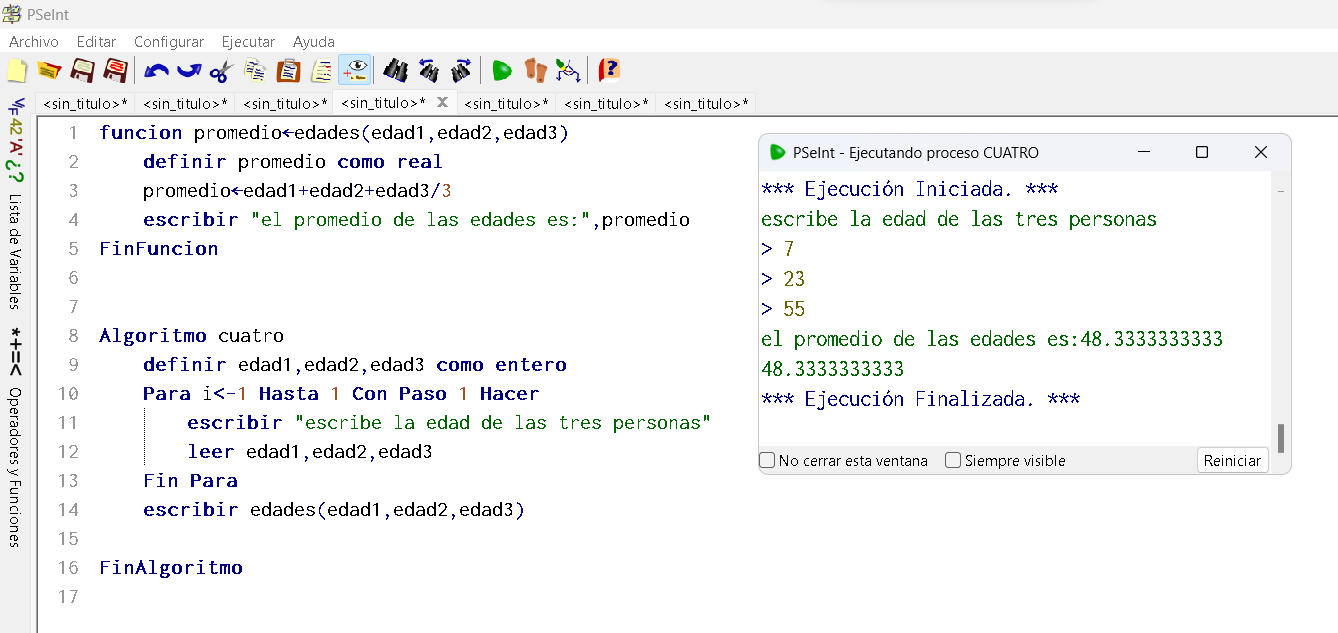 PSeInt
Archivo Editar Configurar Ejecutar Ayuda
<sin_titulo>* <sin_titulo>* <sin_titulo>* <sin_titulo>* X <sin_titulo>* <sin_titulo>* <sin_titulo>*
42 'A' ¿? Lista de Variables
*+=< Operadores y Funciones
1 funcion promedio←edades(edad1,edad2,edad3)
2 definir promedio como real
3 promedio←edad1+edad2+edad3/3
4 escribir "el promedio de las edades es:",promedio
5 FinFuncion
6
7
8 Algoritmo cuatro
9 definir edad1,edad2,edad3 como entero
10 Para i<-1 Hasta 1 Con Paso 1 Hacer
11 escribir "escribe la edad de las tres personas"
12 leer edad1,edad2,edad3
13 Fin Para
14 escribir edades(edad1,edad2,edad3)
15
16 FinAlgoritmo
17
PSeInt - Ejecutando proceso CUATRO
*** Ejecución Iniciada. ***
escribe la edad de las tres personas
> 7
> 23
> 55
el promedio de las edades es:48.3333333333
48.3333333333
*** Ejecución Finalizada. ***
No cerrar esta ventana Siempre visible Reiniciar